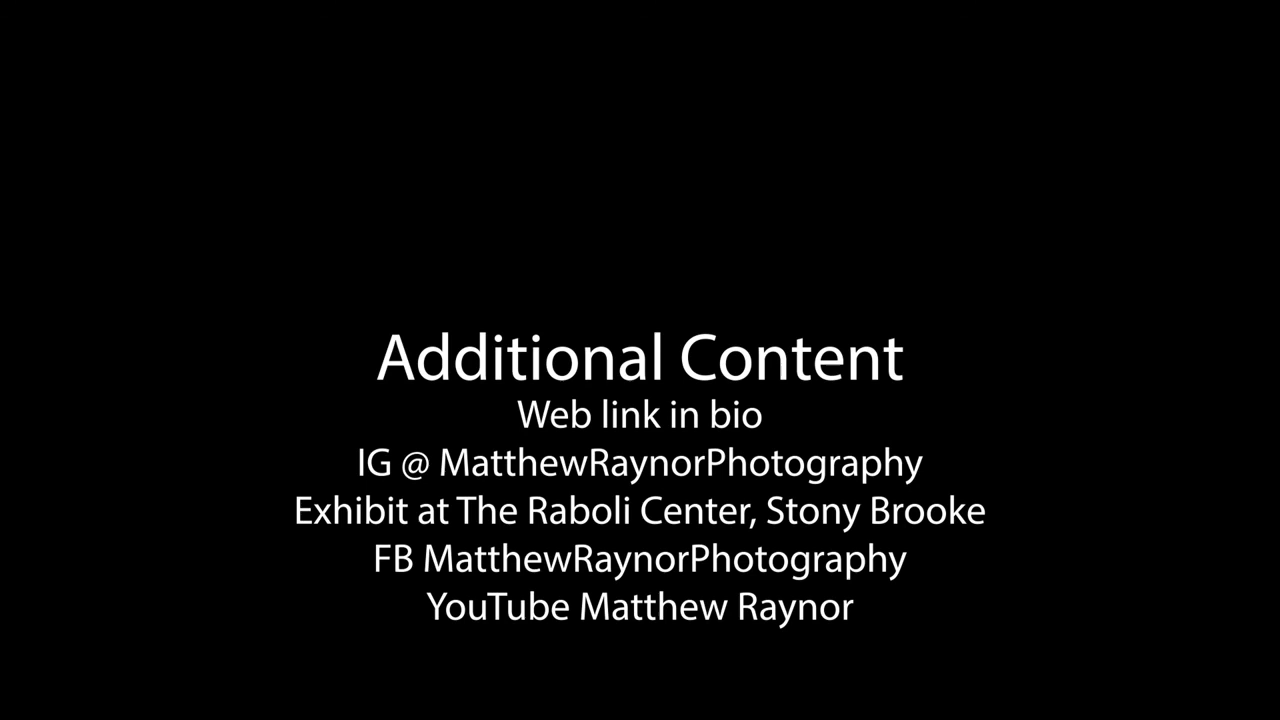 Additional Content
Web link in bio
IG @ MatthewRaynorPhotography
Exhibit at The Raboli Center, Stony Brooke
FB MatthewRaynorPhotography
YouTube Matthew Raynor